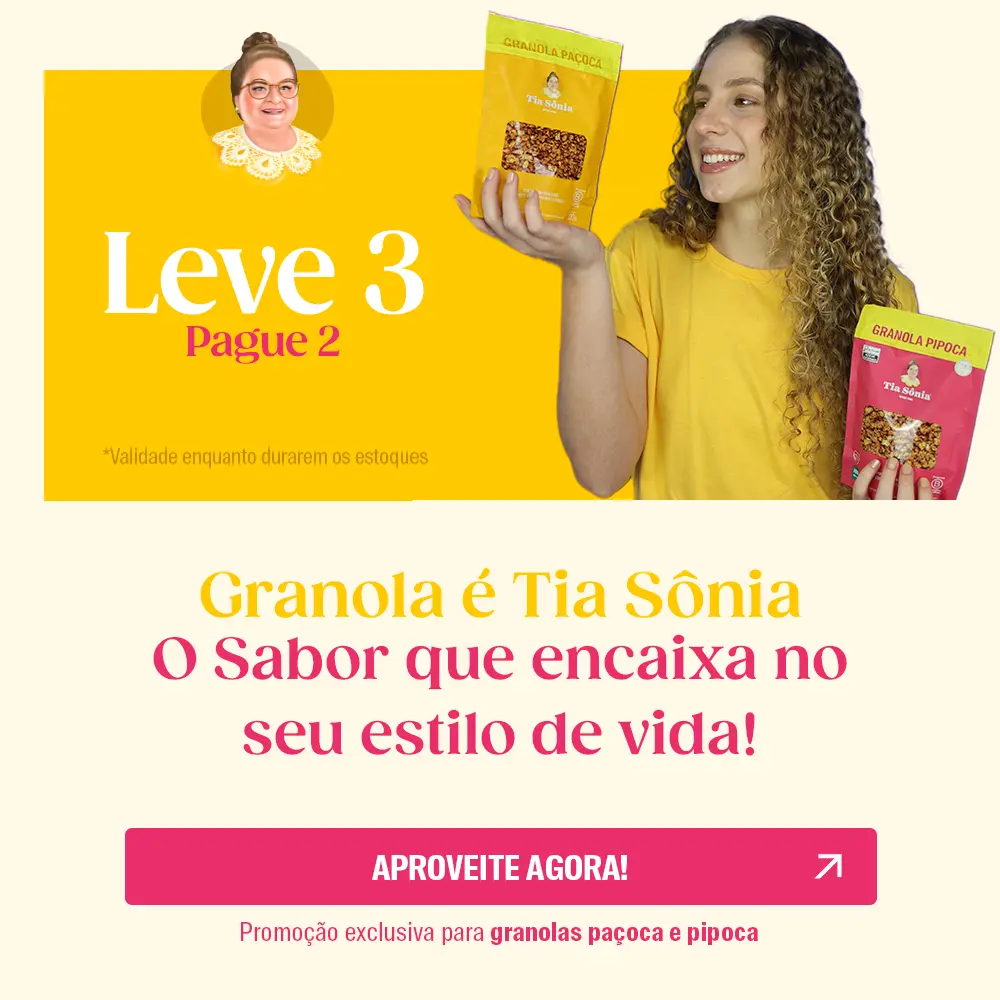 GRANOLA PAÇOCA
Tia Sônia
Leve 3
Pague 2
*Validade enquanto durarem os estoques
GRANOLA PIPOCA
Tia Sônia
Granola é Tia Sônia
O Sabor que encaixa no
seu estilo de vida!
APROVEITE AGORA!
Promoção exclusiva para granolas paçoca e pipoca